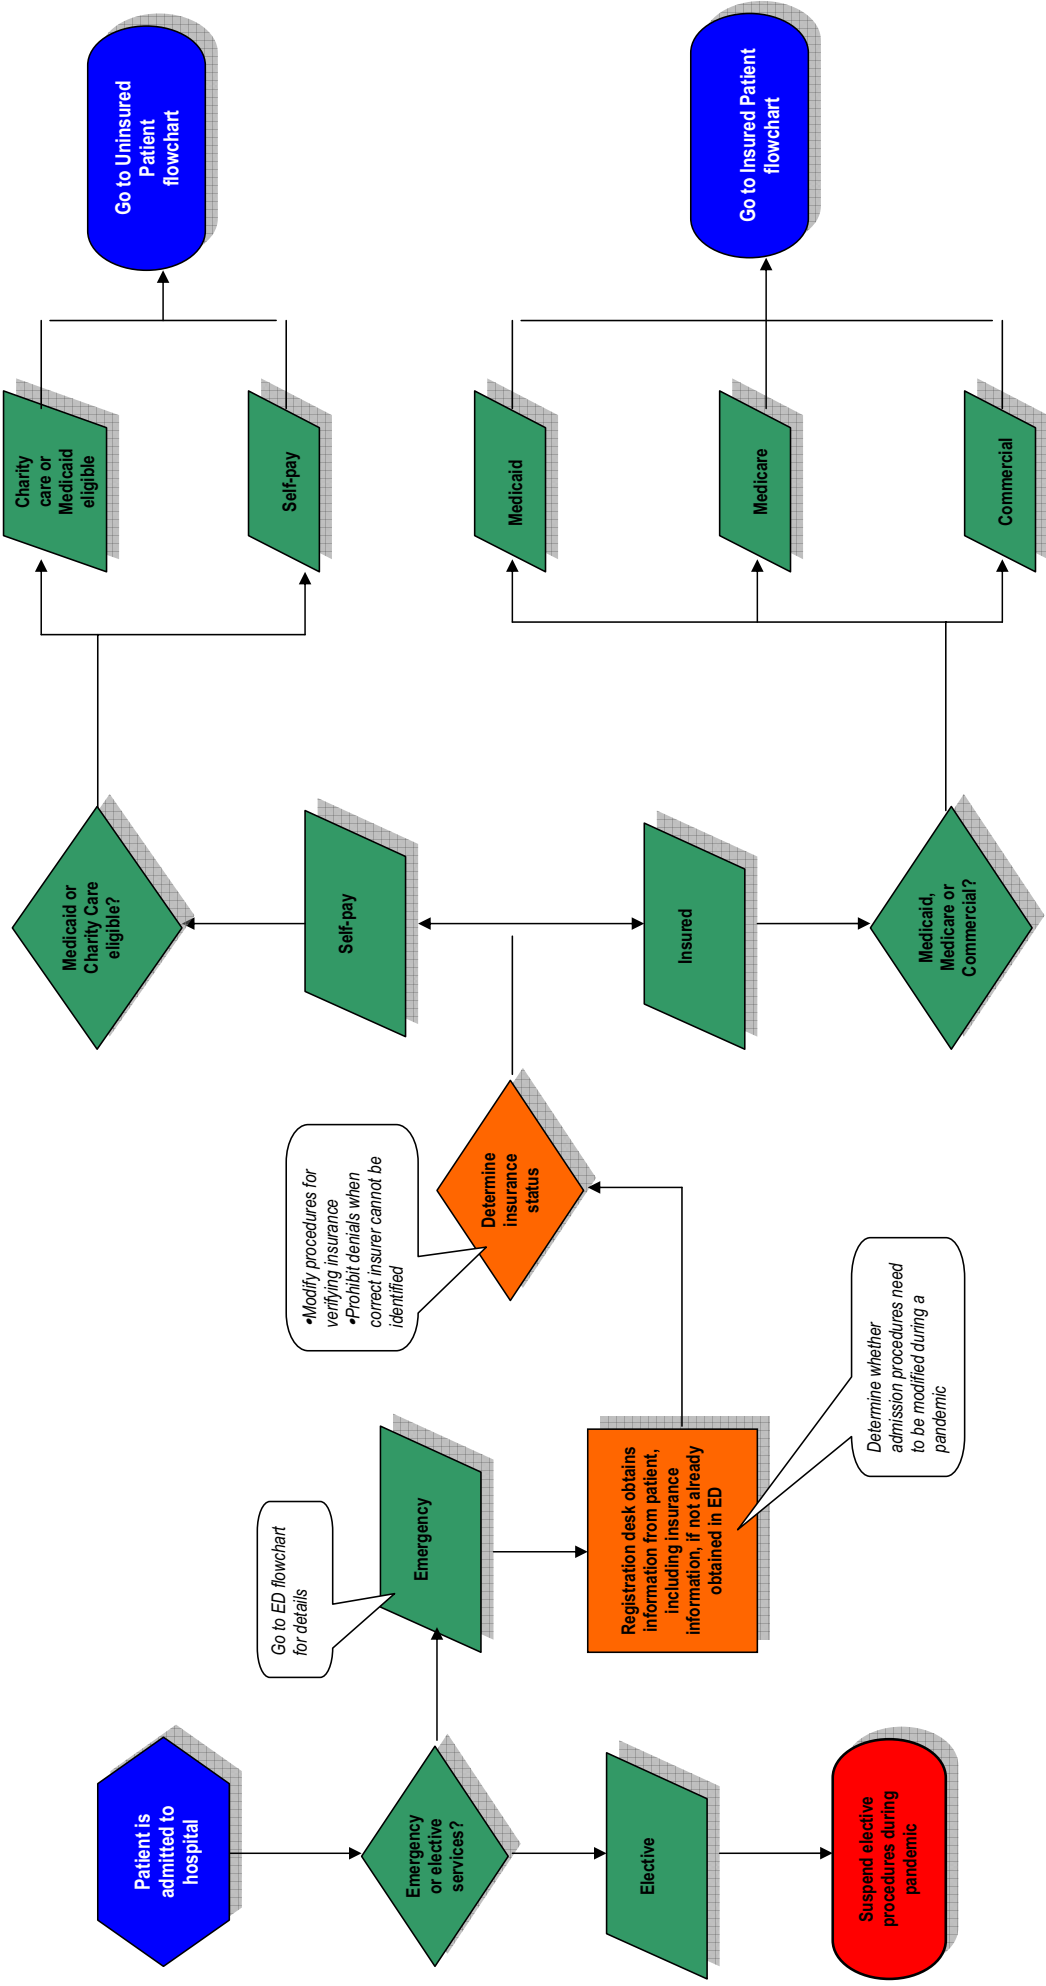 Patient is
admitted to
hospital
Emergency
or elective
services?
Elective
Suspend elective
procedures during
pandemic
Go to ED flowchart
for details
Emergency
Registration desk obtains
information from patient,
including insurance
information, if not already
obtained in ED
Determine whether
admission procedures need
to be modified during a
pandemic
•Modify procedures for
verifying insurance
•Prohibit denials when
correct insurer cannot be
identified
Determine
insurance
status
Self-pay
Insured
Medicaid or
Charity Care
eligible?
Medicaid,
Medicare or
Commercial?
Charity
care or
Medicaid
eligible
Self-pay
Medicaid
Medicare
Commercial
Go to Uninsured
Patient
flowchart
Go to Insured Patient
flowchart